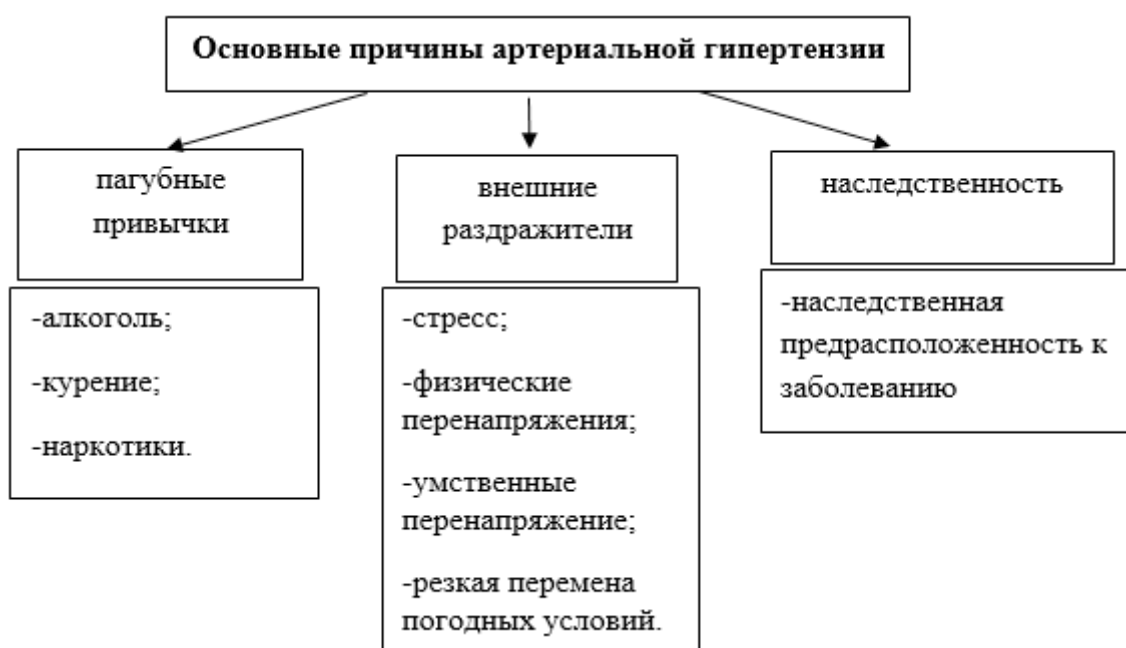 Основные причины артериальной гипертензии
пагубные
привычки
-алкоголь;
-курение;
-наркотики.
внешние
раздражители
-стресс;
-физические
перенапряжения;
-умственные
перенапряжение;
-резкая перемена
погодных условий.
наследственность
-наследственная
предрасположенность к
заболеванию